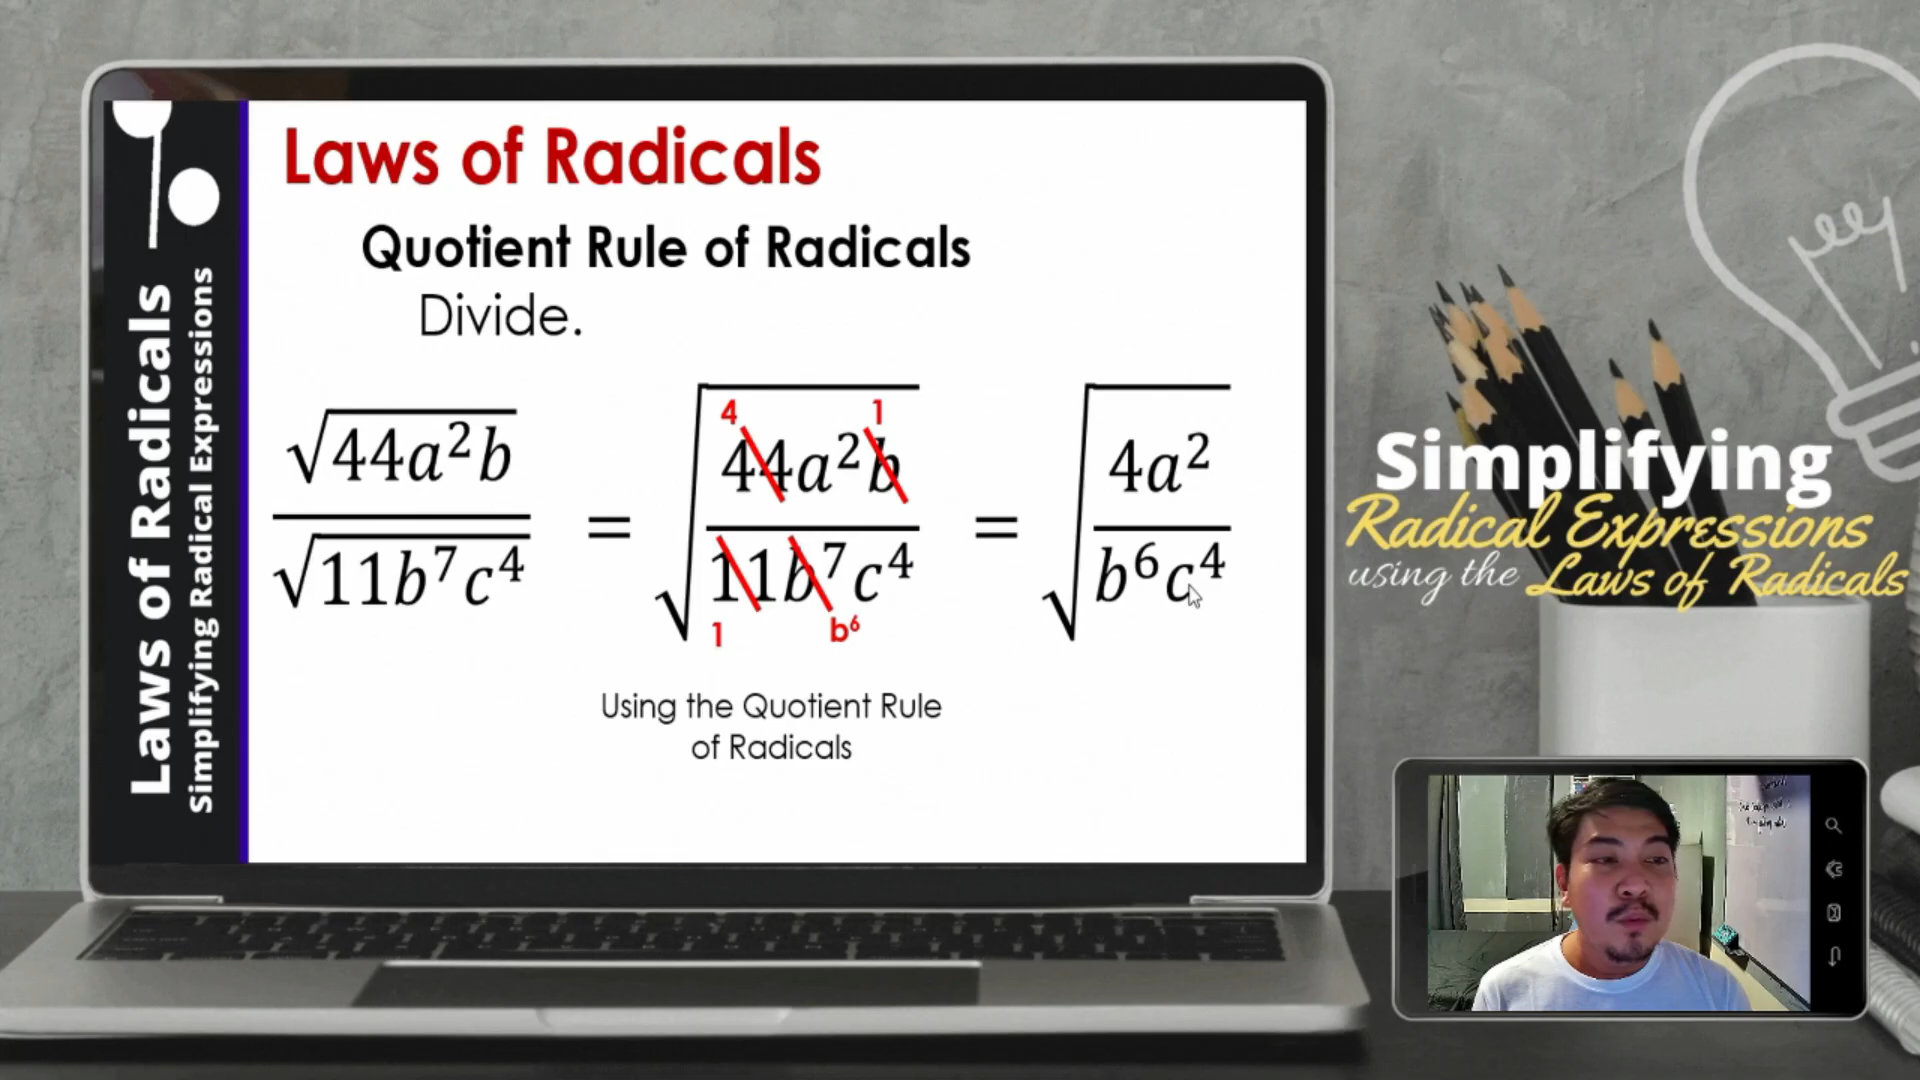 Laws of Radicals
Simplifying Radical Expressions
Laws of Radicals
Quotient Rule of Radicals
Divide.
√44a²b / √11b⁷c⁴ = √(44a²b / 11b⁷c⁴) = √(4a² / b⁶c⁴)
4 1
1 b⁶
Using the Quotient Rule
of Radicals
Simplifying
Radical Expressions
using the Laws of Radicals